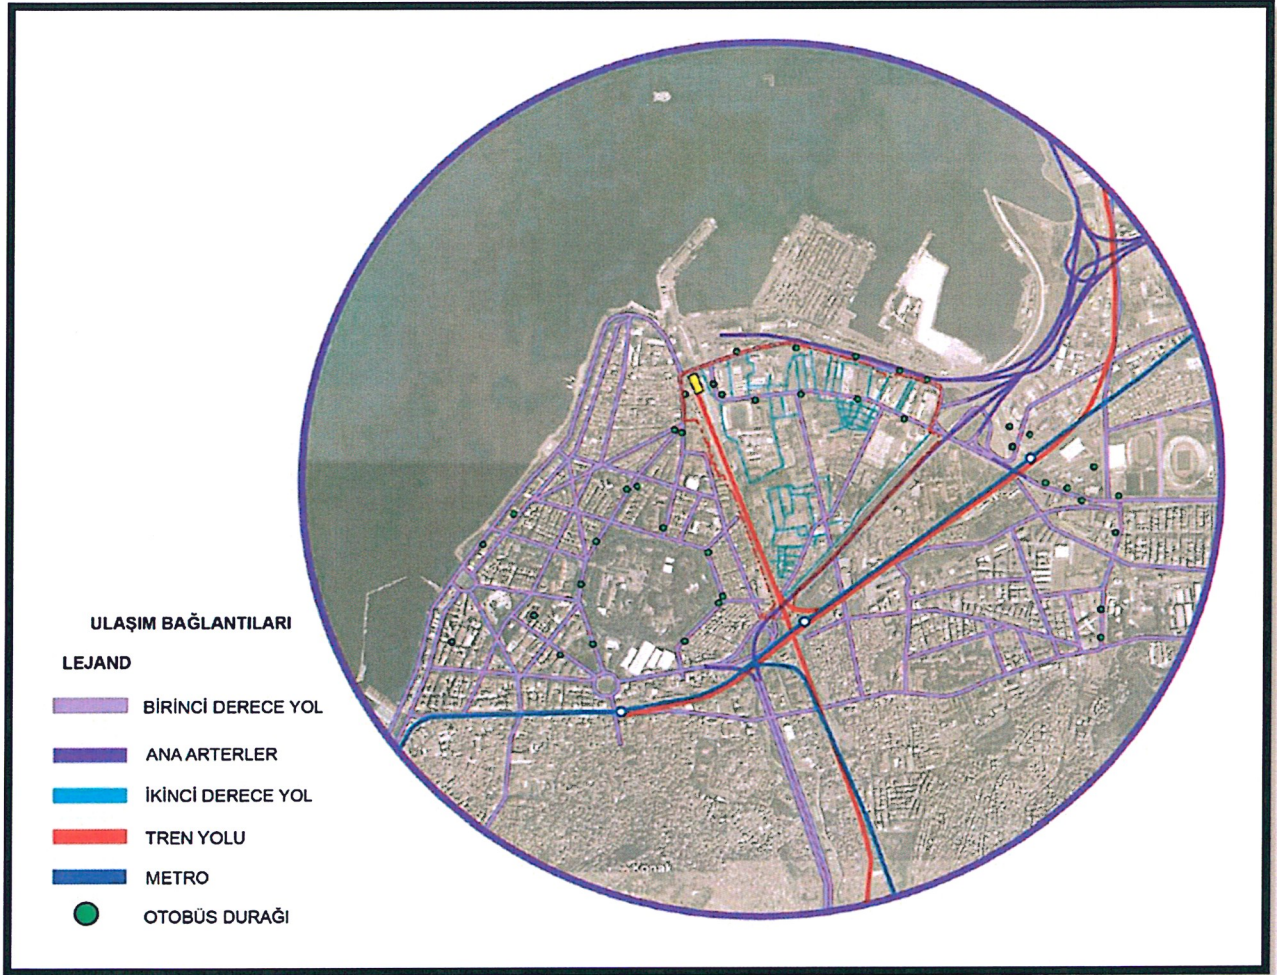 ULAŞIM BAĞLANTILARI
LEJAND
BİRİNCİ DERECE YOL
ANA ARTERLER
İKİNCİ DERECE YOL
TREN YOLU
METRO
OTOBÜS DURAĞI
Konak